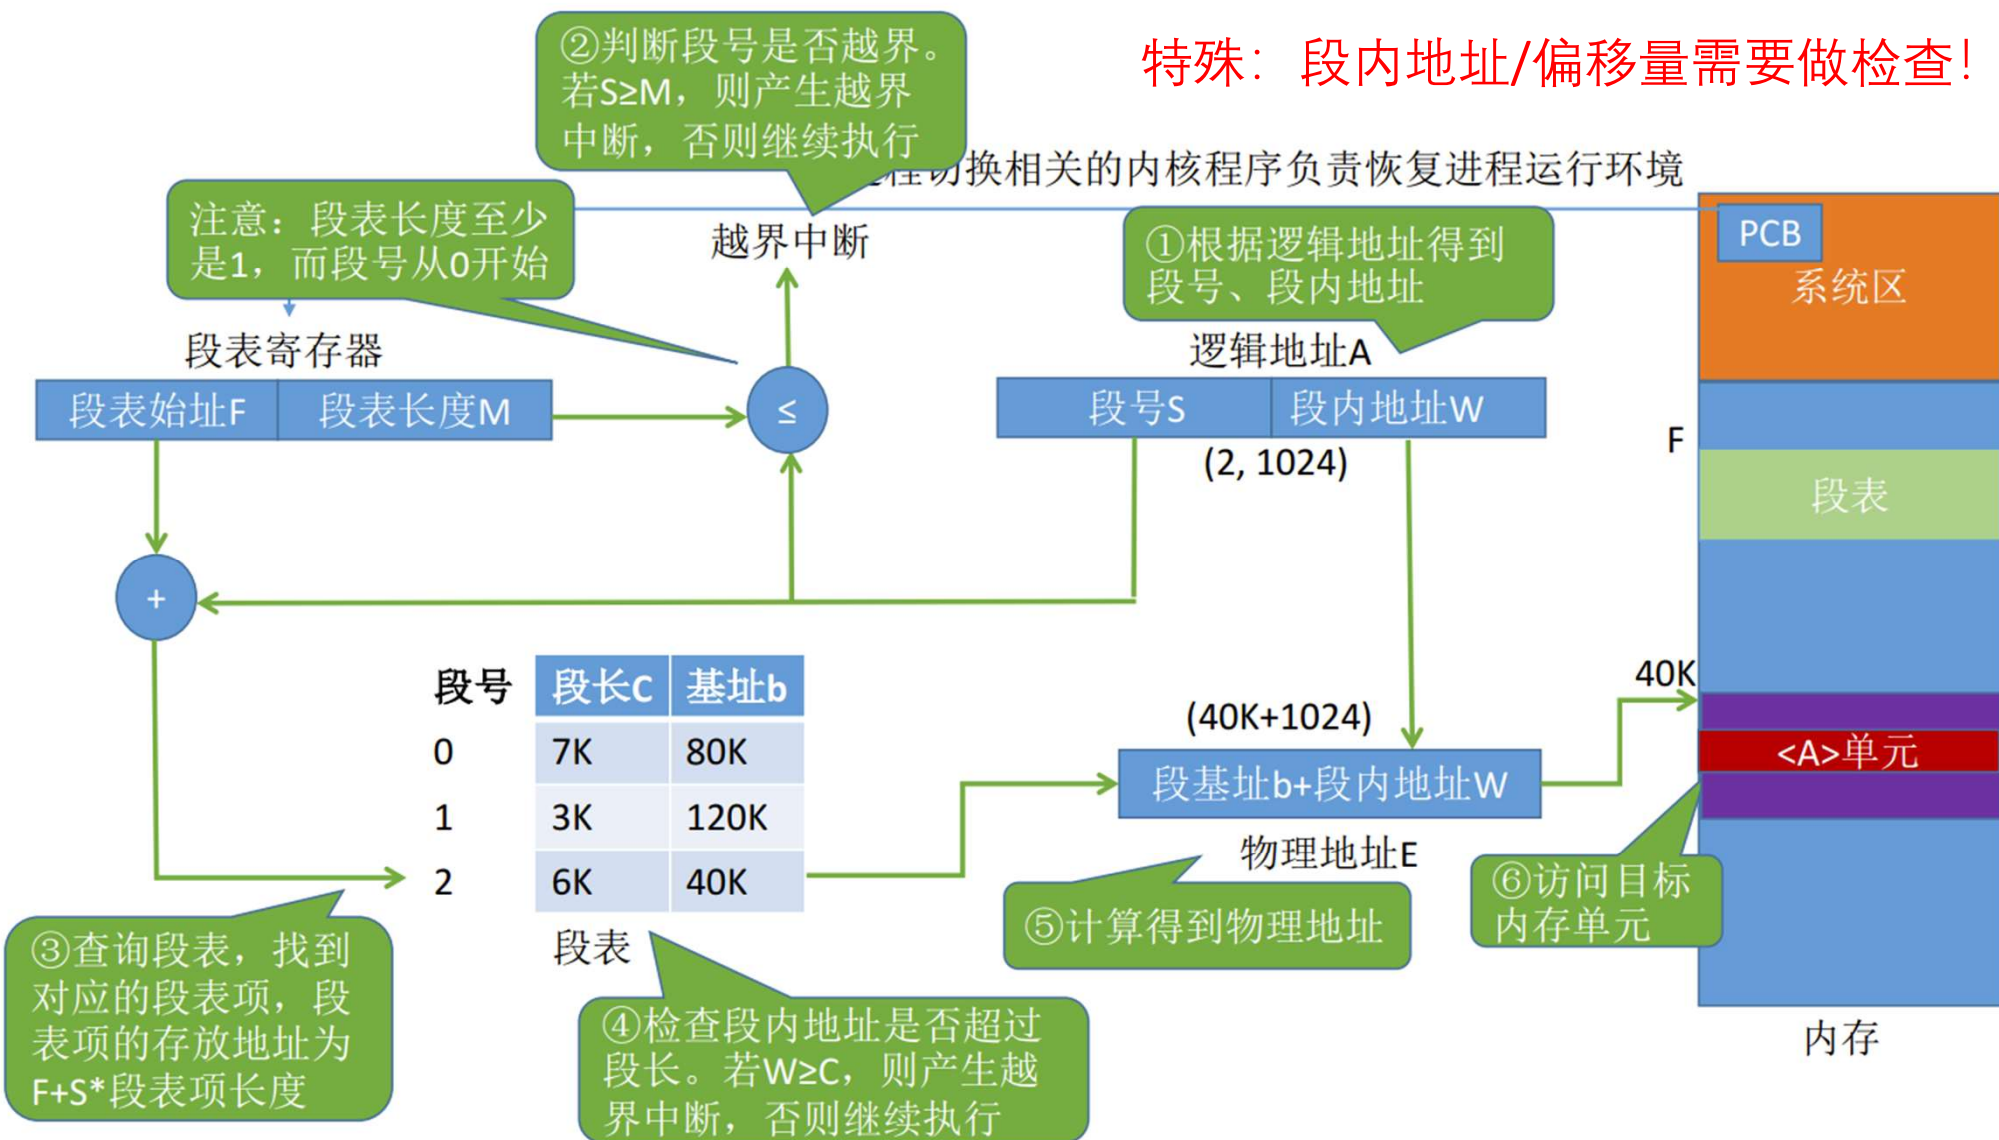 ②判断段号是否越界。
若S≥M，则产生越界
中断，否则继续执行
特殊：段内地址/偏移量需要做检查！
程切换相关的内核程序负责恢复进程运行环境
注意：段表长度至少
是1，而段号从0开始
越界中断
①根据逻辑地址得到
段号、段内地址
PCB
系统区
段表寄存器
段表始址F 段表长度M
≤
逻辑地址A
段号S 段内地址W
(2, 1024)
F
段表
+
40K
段号 段长C 基址b
0 7K 80K
1 3K 120K
2 6K 40K
段表
(40K+1024)
段基址b+段内地址W
物理地址E
<A>单元
③查询段表，找到
对应的段表项，段
表项的存放地址为
F+S*段表项长度
④检查段内地址是否超过
段长。若W≥C，则产生越
界中断，否则继续执行
⑤计算得到物理地址
⑥访问目标
内存单元
内存